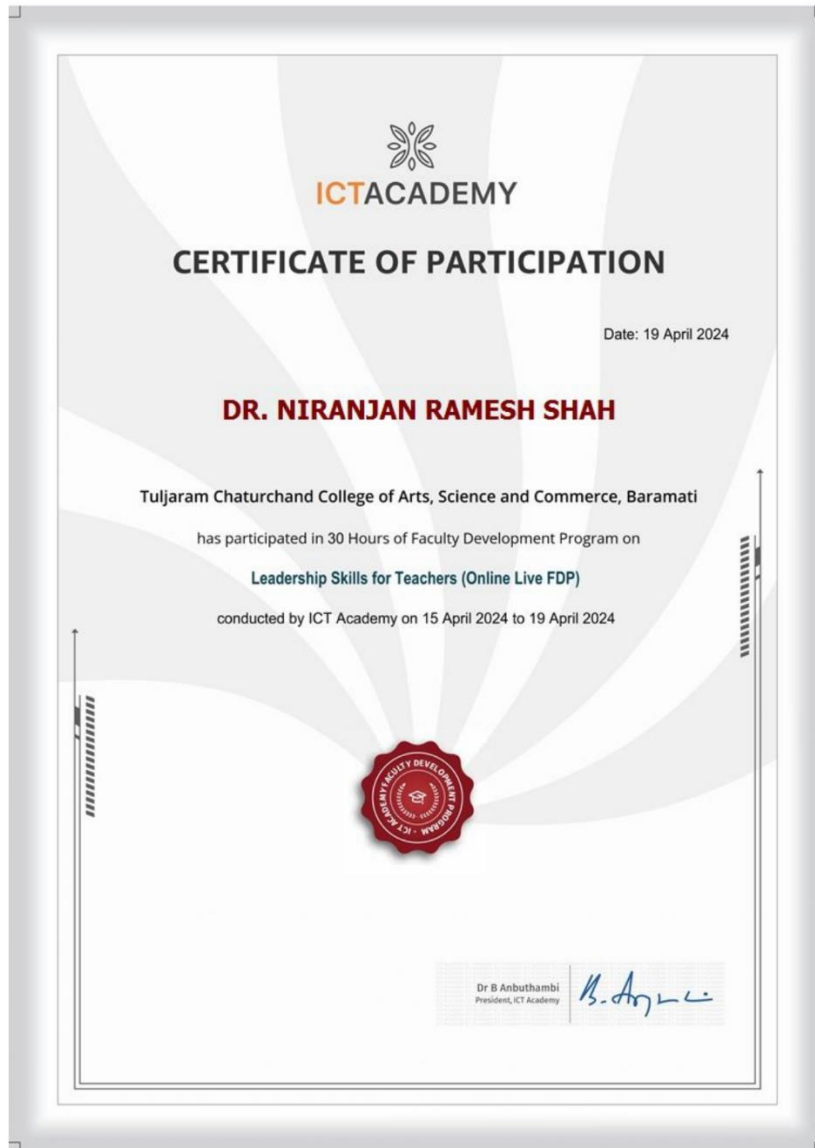 ICTACADEMY
CERTIFICATE OF PARTICIPATION
Date: 19 April 2024
DR. NIRANJAN RAMESH SHAH
Tuljaram Chaturchand College of Arts, Science and Commerce, Baramati
has participated in 30 Hours of Faculty Development Program on
Leadership Skills for Teachers (Online Live FDP)
conducted by ICT Academy on 15 April 2024 to 19 April 2024
FACULTY DEVELOPMENT PROGRAM · ICT ACADEMY
Dr B Anbuthambi
President, ICT Academy